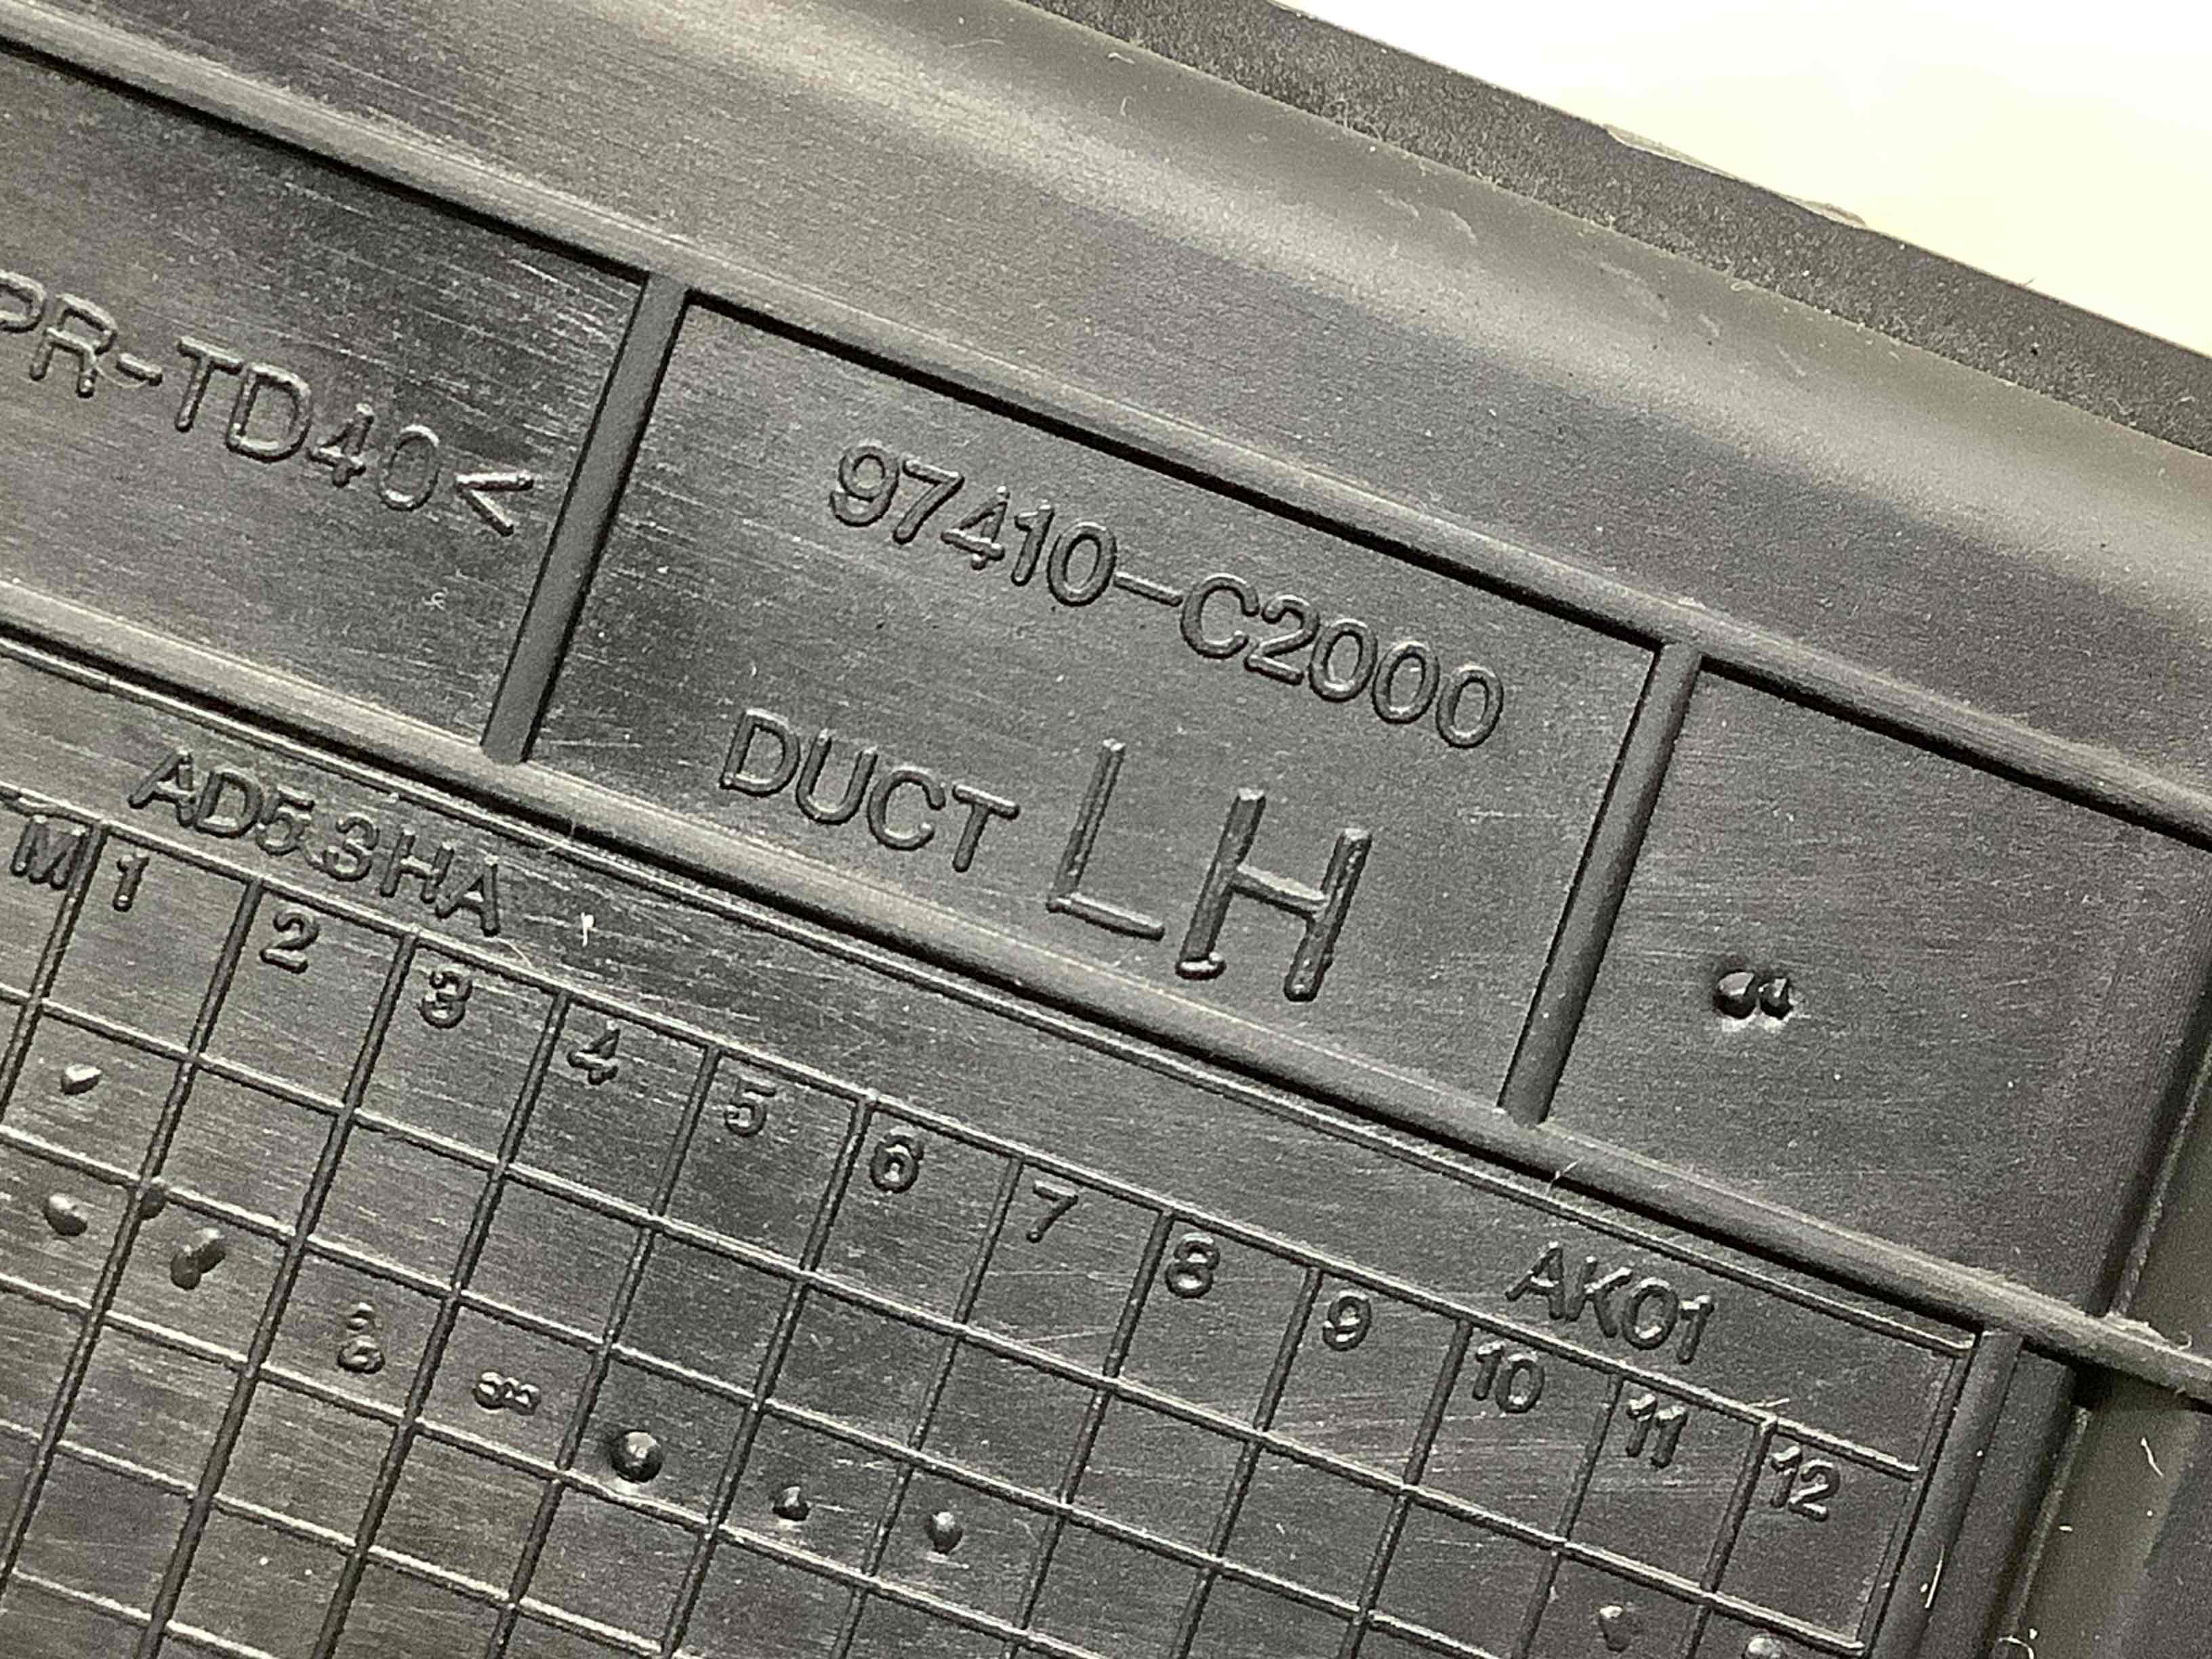 PR-TD40<
97410-C2000
DUCT LH
AD53HA
AK01
M 1 2 3 4 5 6 7 8 9 10 11 12